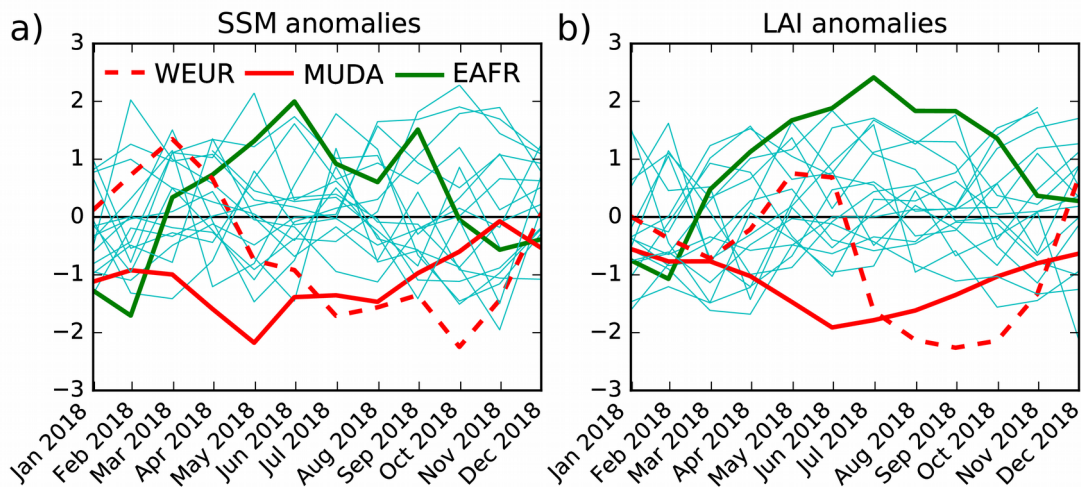 a) SSM anomalies
3
2
1
0
−1
−2
−3
WEUR MUDA EAFR
Jan 2018
Feb 2018
Mar 2018
Apr 2018
May 2018
Jun 2018
Jul 2018
Aug 2018
Sep 2018
Oct 2018
Nov 2018
Dec 2018
b) LAI anomalies
3
2
1
0
−1
−2
−3
Jan 2018
Feb 2018
Mar 2018
Apr 2018
May 2018
Jun 2018
Jul 2018
Aug 2018
Sep 2018
Oct 2018
Nov 2018
Dec 2018